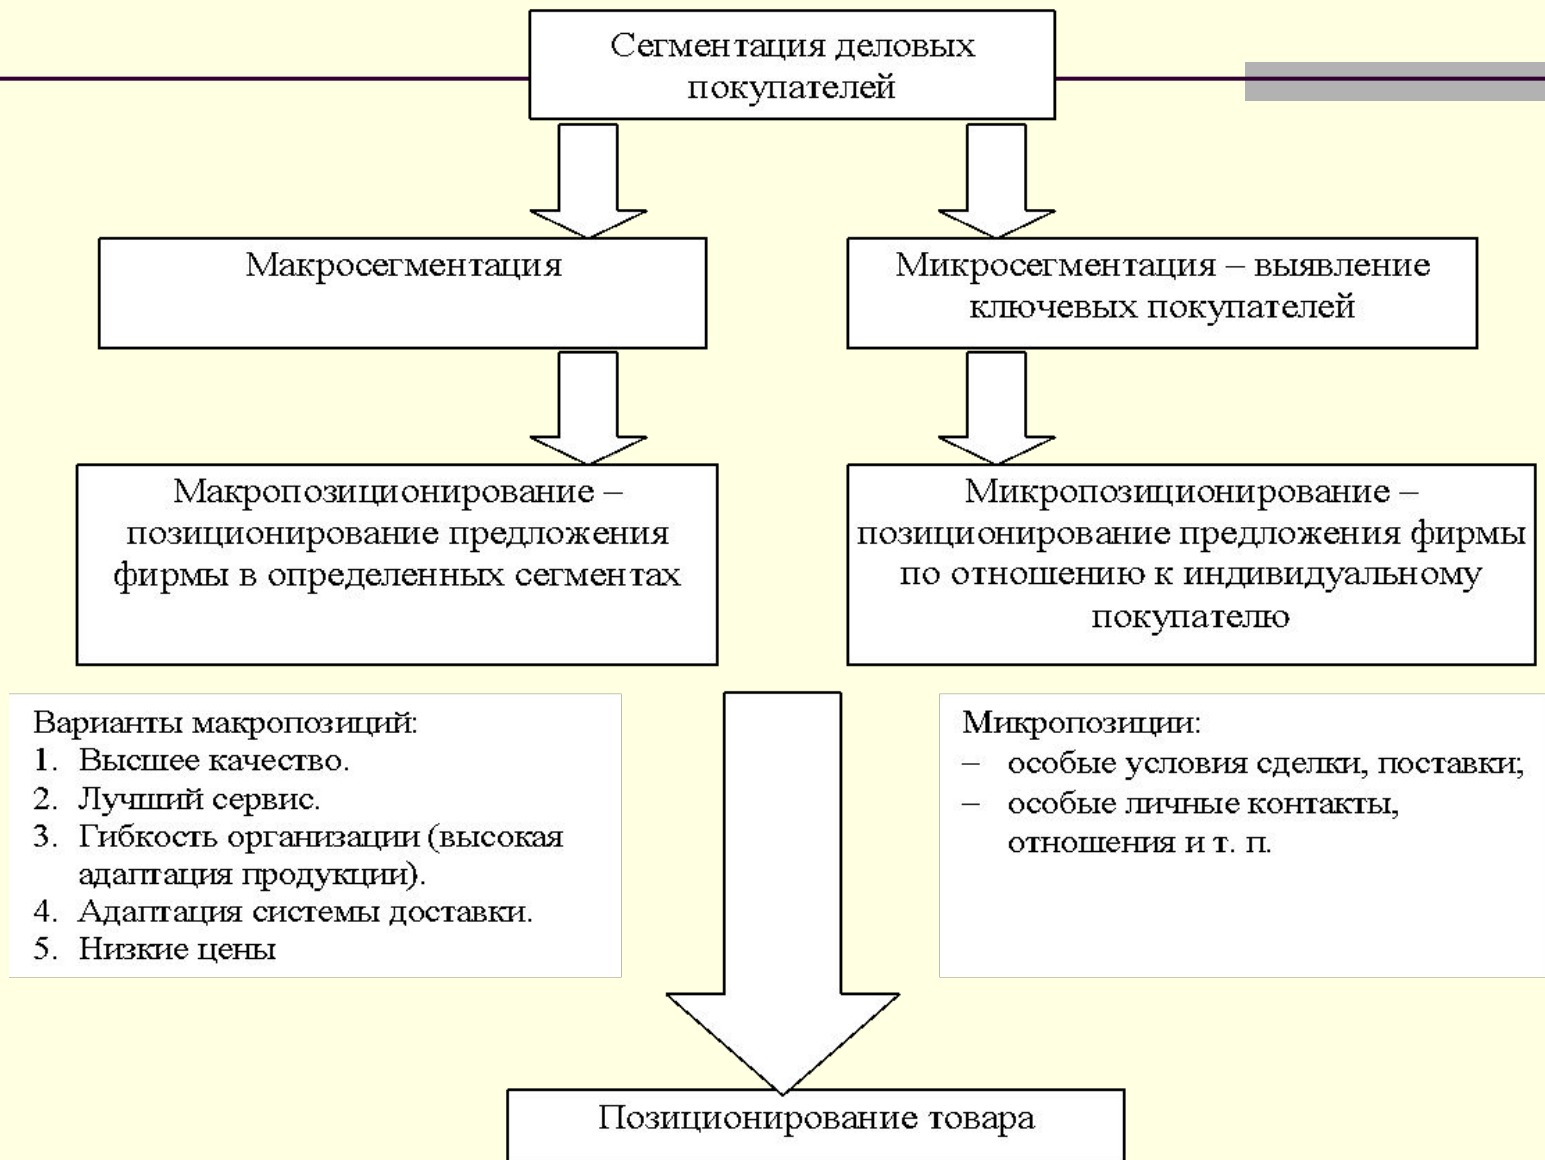 Сегментация деловых
покупателей
Макросегментация
Микросегментация – выявление
ключевых покупателей
Макропозиционирование –
позиционирование предложения
фирмы в определенных сегментах
Микропозиционирование –
позиционирование предложения фирмы
по отношению к индивидуальному
покупателю
Варианты макропозиций:
1. Высшее качество.
2. Лучший сервис.
3. Гибкость организации (высокая
адаптация продукции).
4. Адаптация системы доставки.
5. Низкие цены
Микропозиции:
– особые условия сделки, поставки;
– особые личные контакты,
отношения и т. п.
Позиционирование товара